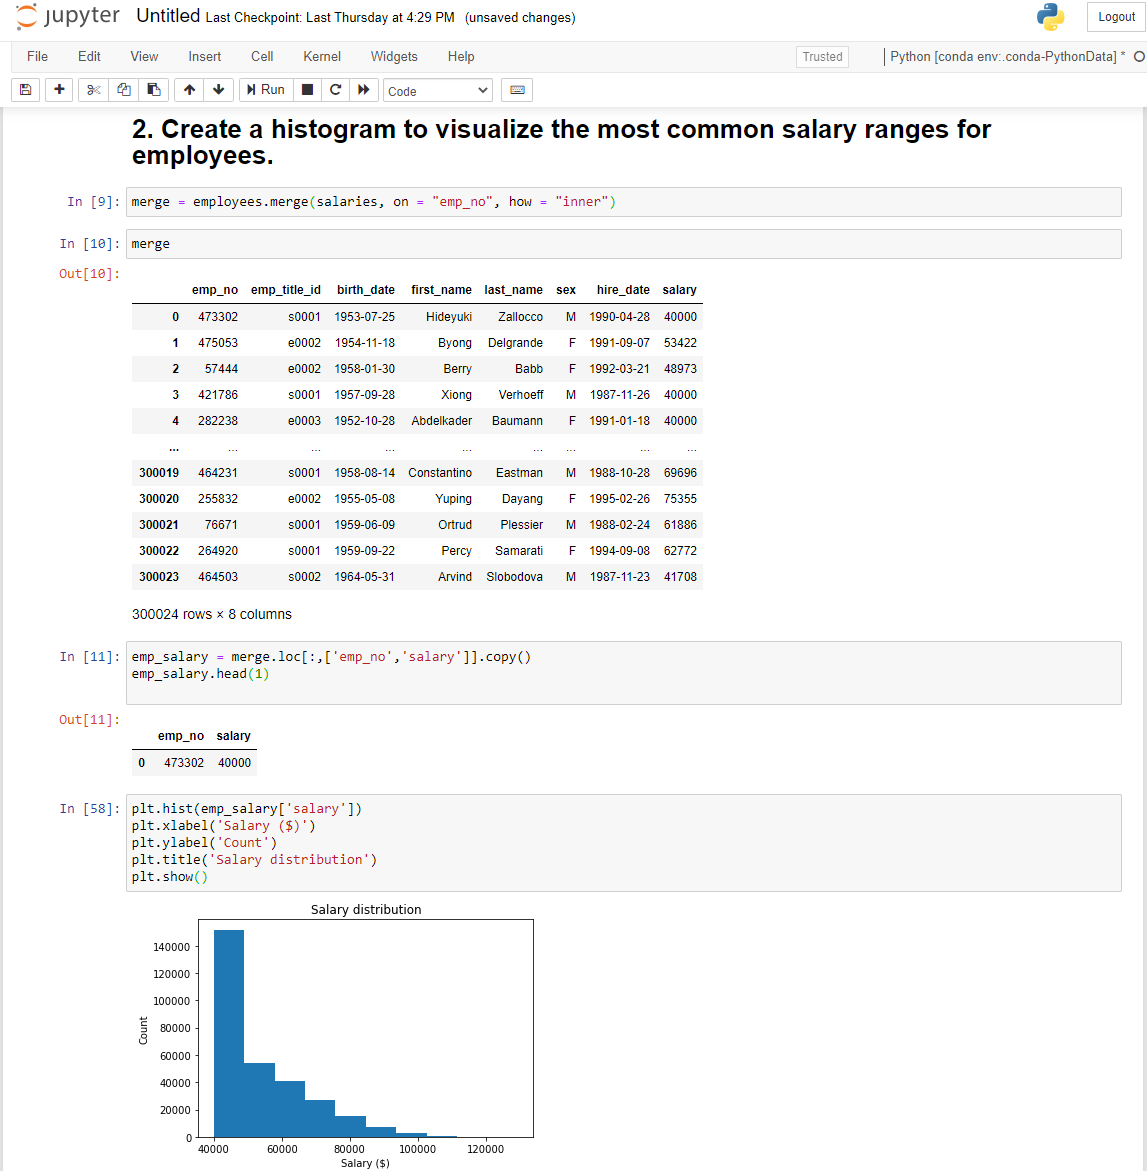 jupyter Untitled Last Checkpoint: Last Thursday at 4:29 PM (unsaved changes) Logout
File Edit View Insert Cell Kernel Widgets Help Trusted Python [conda env:.conda-PythonData] *
Run Code
2. Create a histogram to visualize the most common salary ranges for
employees.
In [9]: merge = employees.merge(salaries, on = "emp_no", how = "inner")
In [10]: merge
Out[10]:
emp_no emp_title_id birth_date first_name last_name sex hire_date salary
0 473302 s0001 1953-07-25 Hideyuki Zallocco M 1990-04-28 40000
1 475053 e0002 1954-11-18 Byong Delgrande F 1991-09-07 53422
2 57444 e0002 1958-01-30 Berry Babb F 1992-03-21 48973
3 421786 s0001 1957-09-28 Xiong Verhoeff M 1987-11-26 40000
4 282238 e0003 1952-10-28 Abdelkader Baumann F 1991-01-18 40000
... ... ... ... ... ... ... ... ...
300019 464231 s0001 1958-08-14 Constantino Eastman M 1988-10-28 69696
300020 255832 e0002 1955-05-08 Yuping Dayang F 1995-02-26 75355
300021 76671 s0001 1959-06-09 Ortrud Plessier M 1988-02-24 61886
300022 264920 s0001 1959-09-22 Percy Samarati F 1994-09-08 62772
300023 464503 s0002 1964-05-31 Arvind Slobodova M 1987-11-23 41708
300024 rows × 8 columns
In [11]: emp_salary = merge.loc[:,['emp_no','salary']].copy()
emp_salary.head(1)
Out[11]:
emp_no salary
0 473302 40000
In [58]: plt.hist(emp_salary['salary'])
plt.xlabel('Salary ($)')
plt.ylabel('Count')
plt.title('Salary distribution')
plt.show()
Salary distribution
140000
120000
100000
80000
60000
40000
20000
0
Count
40000 60000 80000 100000 120000
Salary ($)